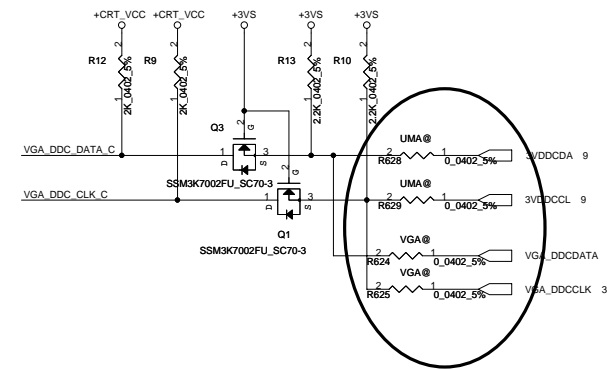 +CRT_VCC +CRT_VCC +3VS +3VS +3VS
R12 R9 R13 R10
2 2 2 2
2K_0402_5% 2K_0402_5% 2.2K_0402_5% 2.2K_0402_5%
1 1 1 1
Q3
2 G
UMA@
VGA_DDC_DATA_C 1 3 2 1 3VDDCDA 9
D S R628 0_0402_5%
SSM3K7002FU_SC70-3
2 G
UMA@
VGA_DDC_CLK_C 1 3 2 1 3VDDCCL 9
D S R629 0_0402_5%
Q1
SSM3K7002FU_SC70-3
VGA@
2 1 VGA_DDCDATA
R624 0_0402_5%
VGA@
2 1 VGA_DDCCLK 3
R625 0_0402_5%